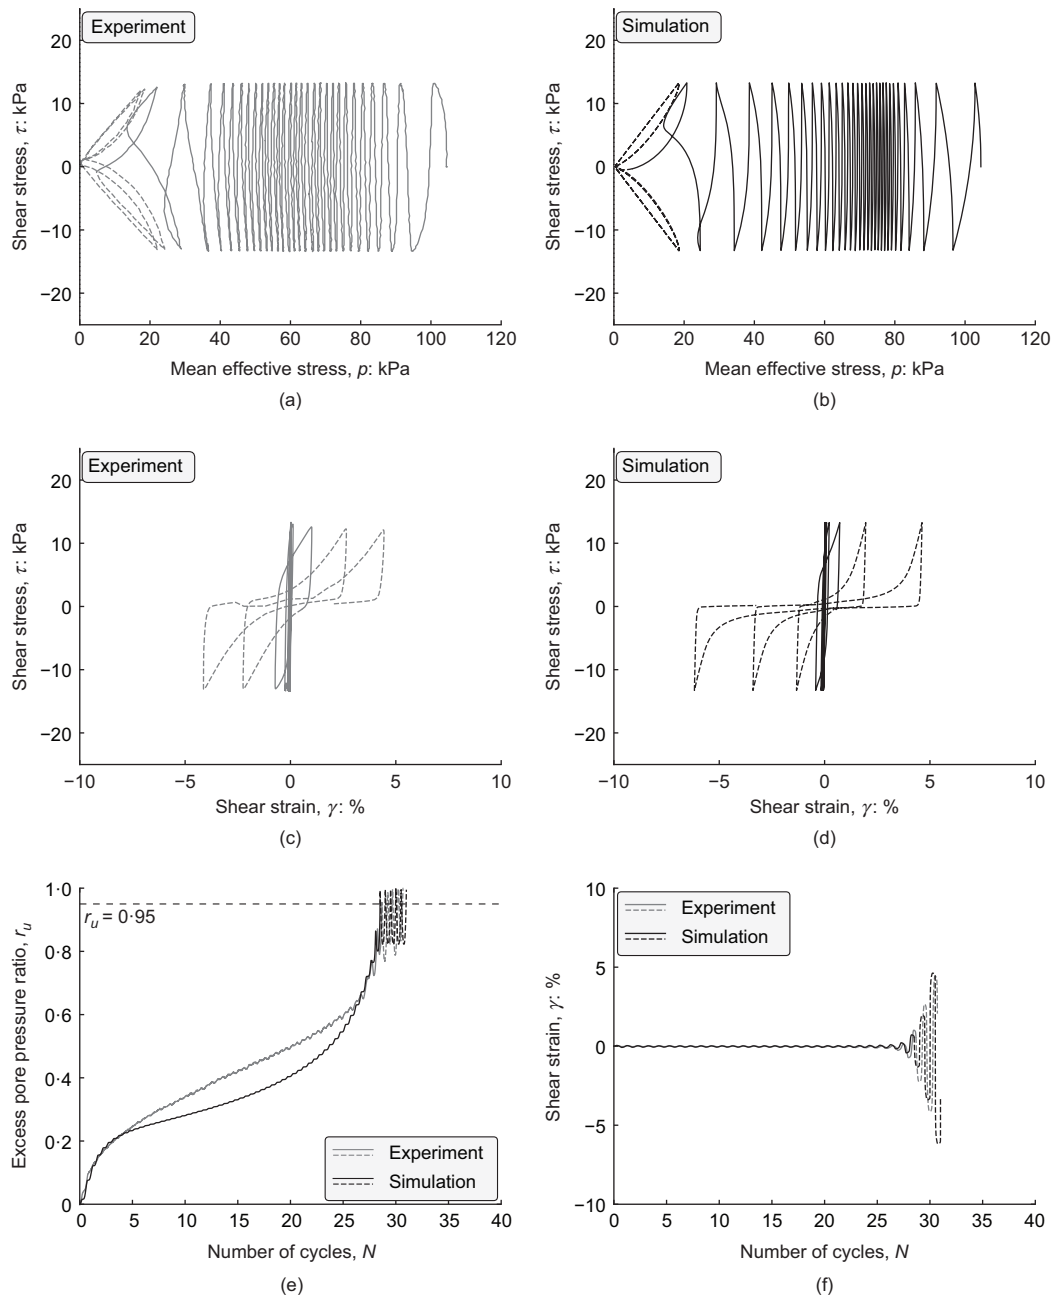 Experiment
Simulation
20
10
0
−10
−20
Shear stress, τ: kPa
0 20 40 60 80 100 120
Mean effective stress, p: kPa
(a)
20
10
0
−10
−20
Shear stress, τ: kPa
0 20 40 60 80 100 120
Mean effective stress, p: kPa
(b)
Experiment
20
10
0
−10
−20
Shear stress, τ: kPa
−10 −5 0 5 10
Shear strain, γ: %
(c)
Simulation
20
10
0
−10
−20
Shear stress, τ: kPa
−10 −5 0 5 10
Shear strain, γ: %
(d)
1·0
0·8
0·6
0·4
0·2
0
Excess pore pressure ratio, ru
ru = 0·95
Experiment
Simulation
0 5 10 15 20 25 30 35 40
Number of cycles, N
(e)
10
5
0
−5
−10
Shear strain, γ: %
Experiment
Simulation
0 5 10 15 20 25 30 35 40
Number of cycles, N
(f)